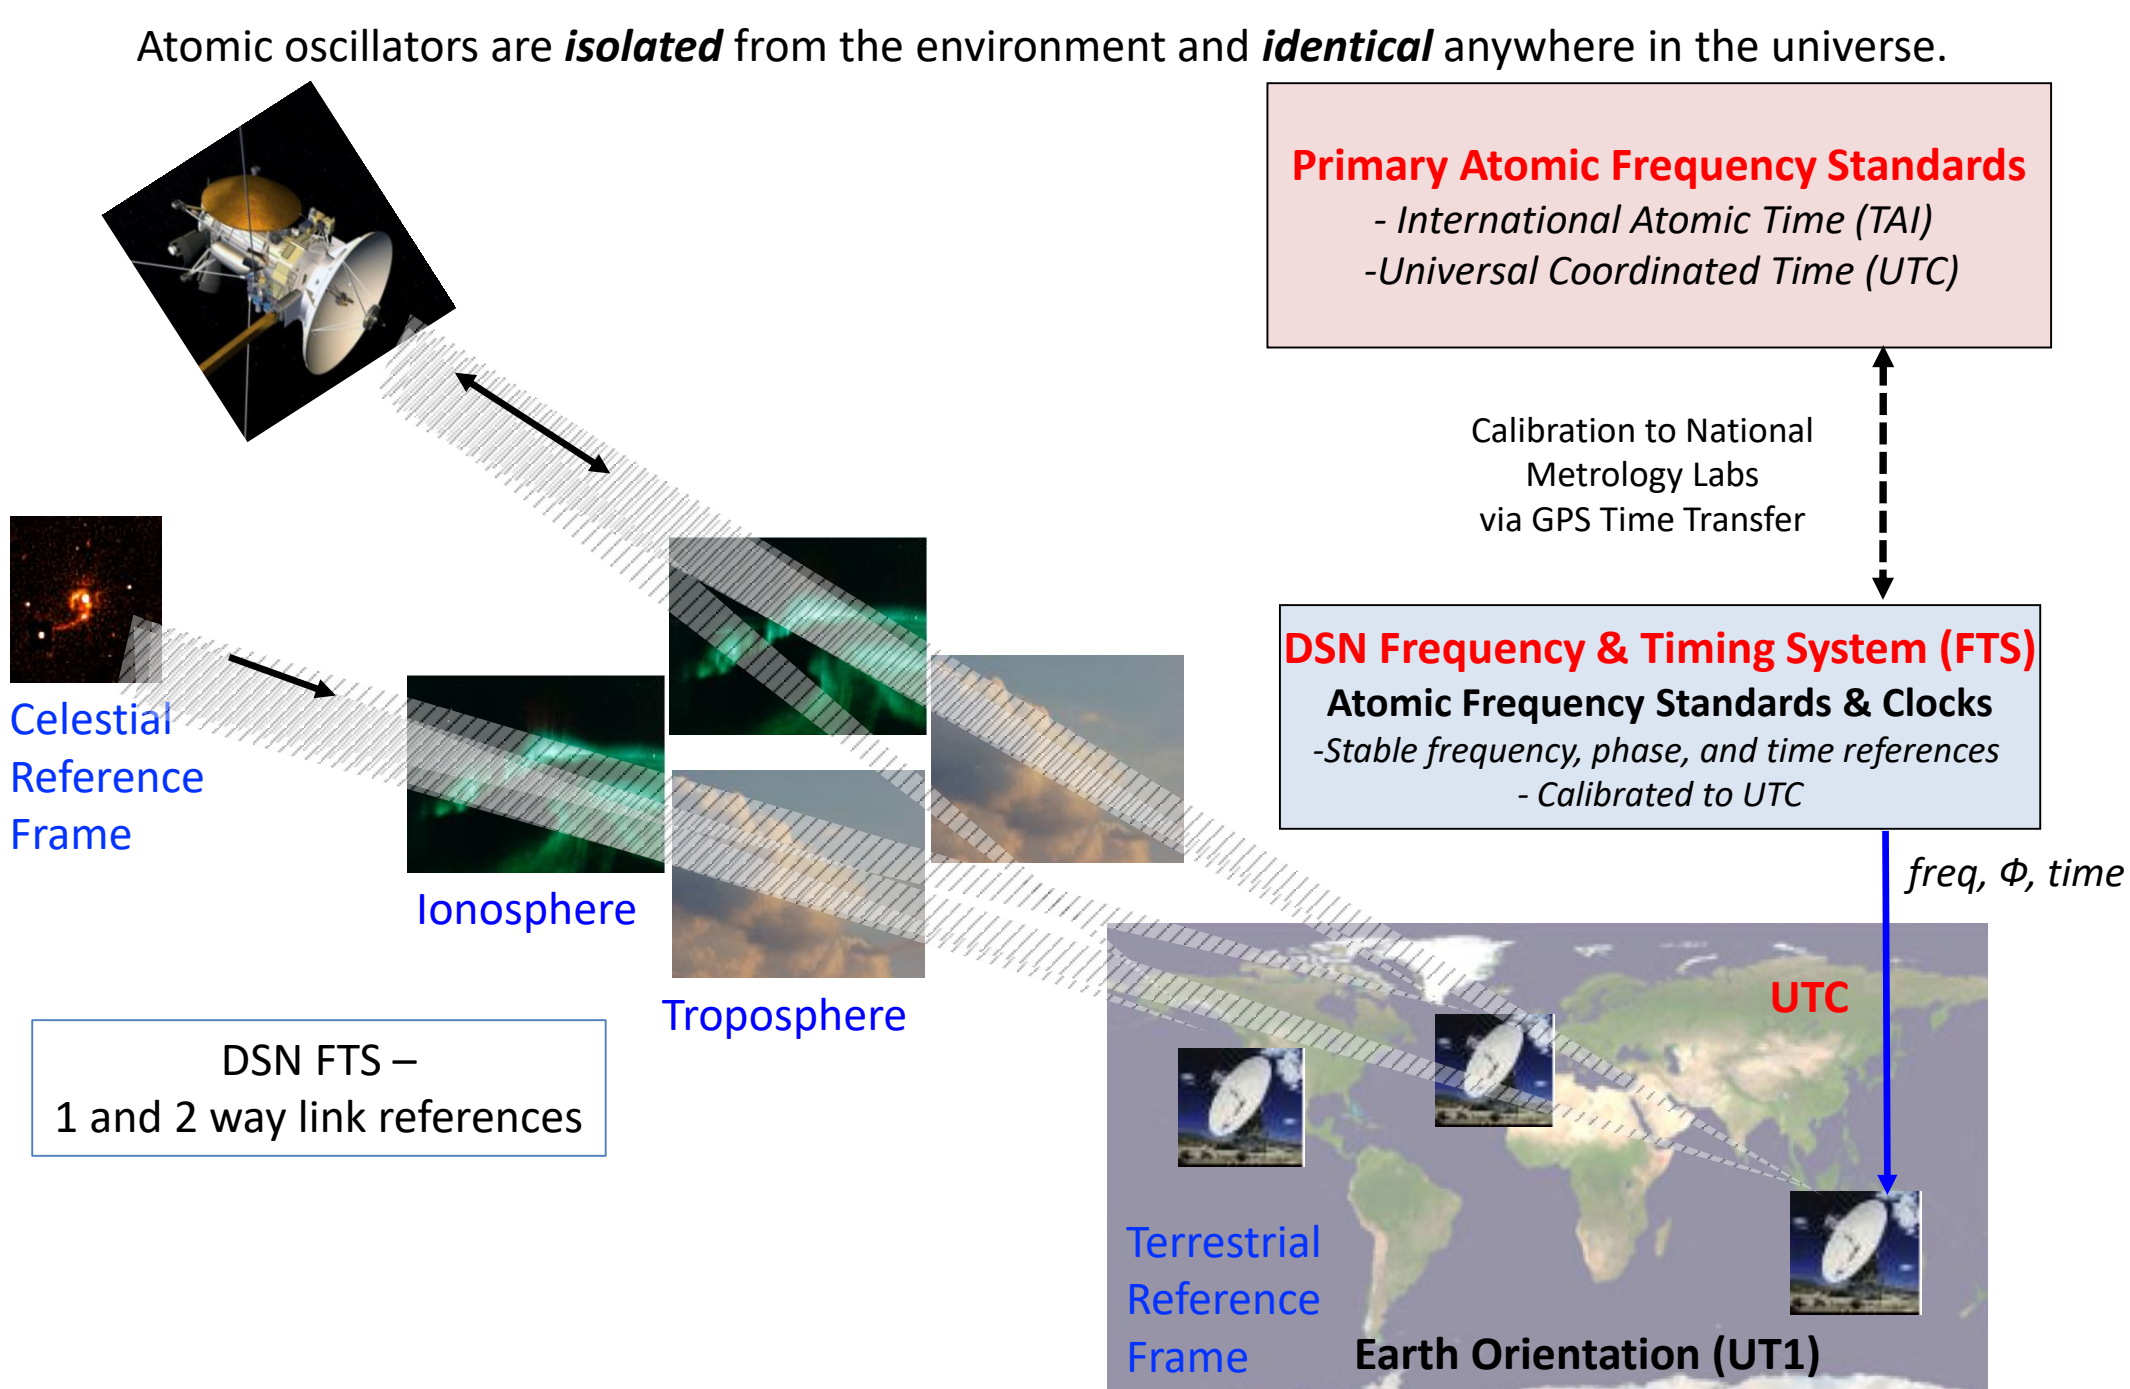 Atomic oscillators are isolated from the environment and identical anywhere in the universe.
Primary Atomic Frequency Standards
- International Atomic Time (TAI)
-Universal Coordinated Time (UTC)
Calibration to National
Metrology Labs
via GPS Time Transfer
DSN Frequency & Timing System (FTS)
Atomic Frequency Standards & Clocks
-Stable frequency, phase, and time references
- Calibrated to UTC
freq, Φ, time
Celestial
Reference
Frame
Ionosphere
Troposphere
DSN FTS –
1 and 2 way link references
UTC
Terrestrial
Reference
Frame
Earth Orientation (UT1)